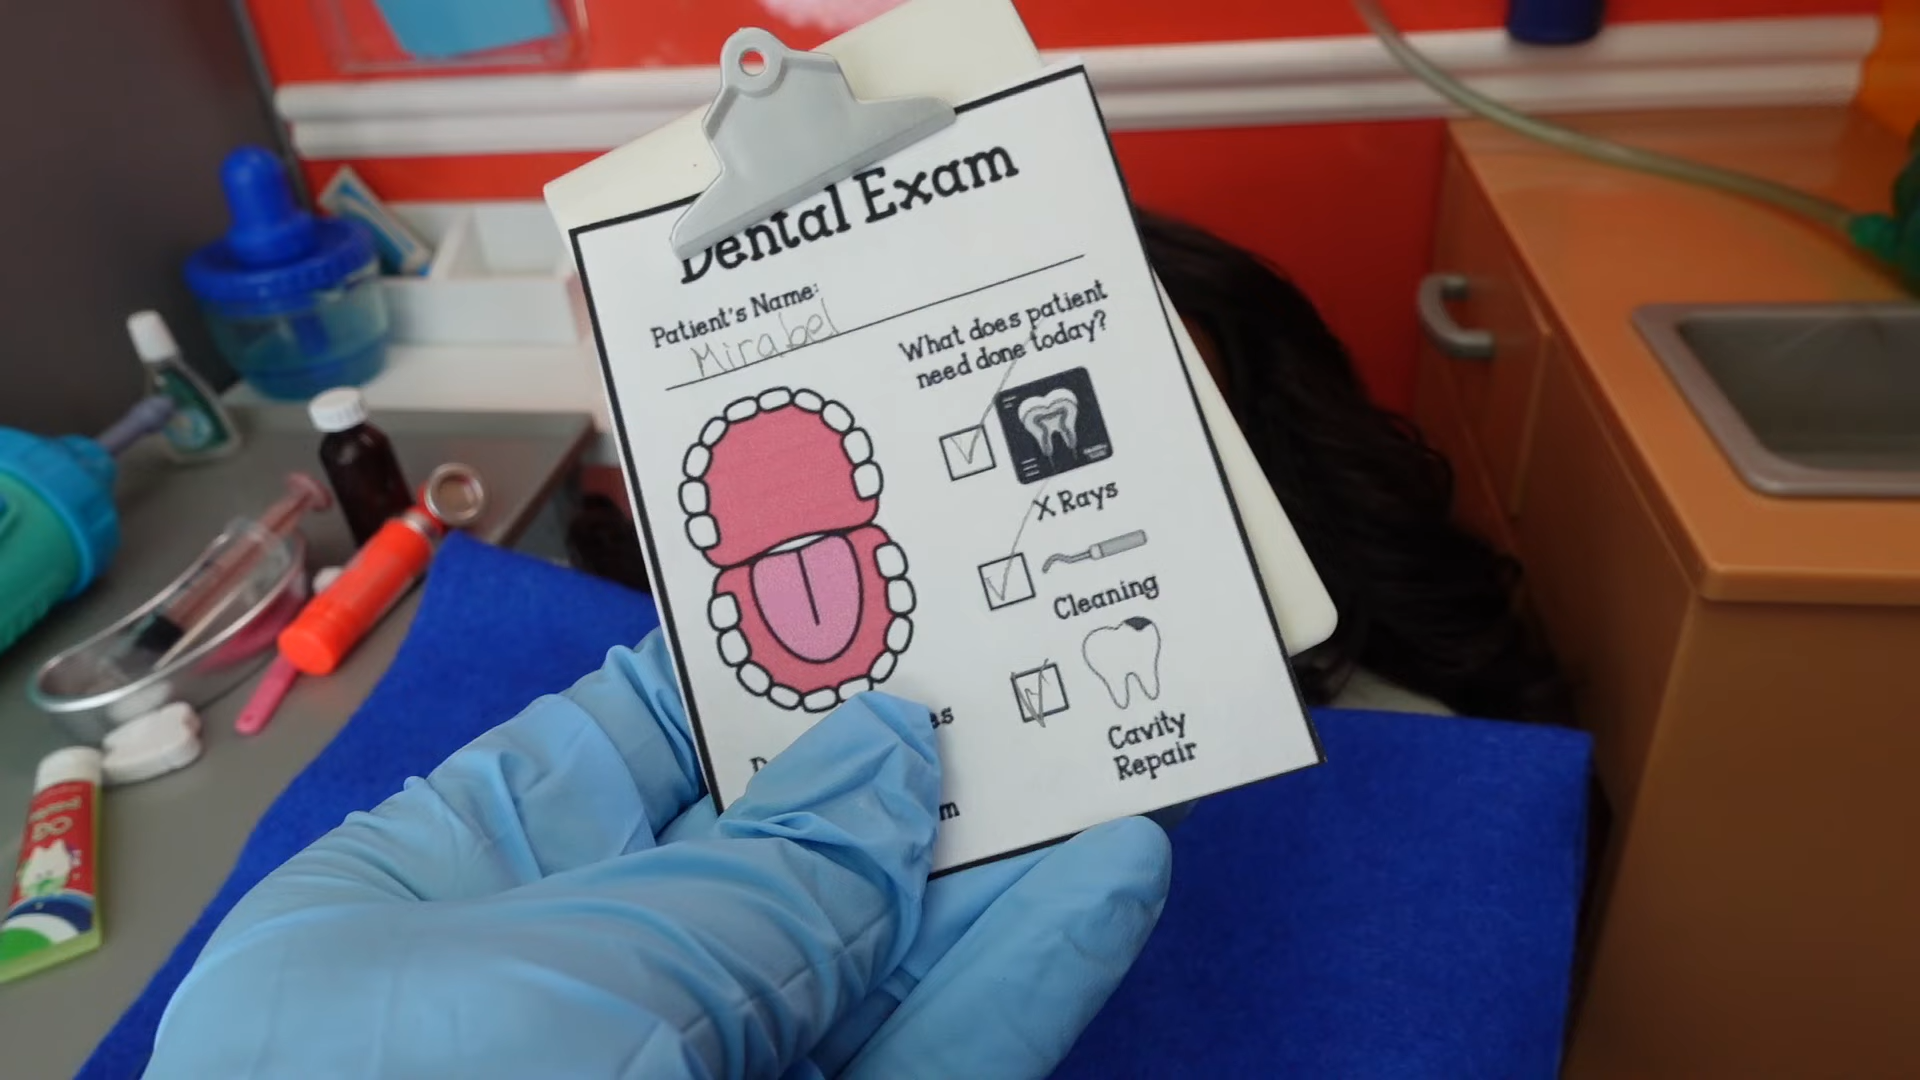 Dental Exam
Patient's Name:
Mirabel
What does patient
need done today?
X Rays
Cleaning
Cavity
Repair